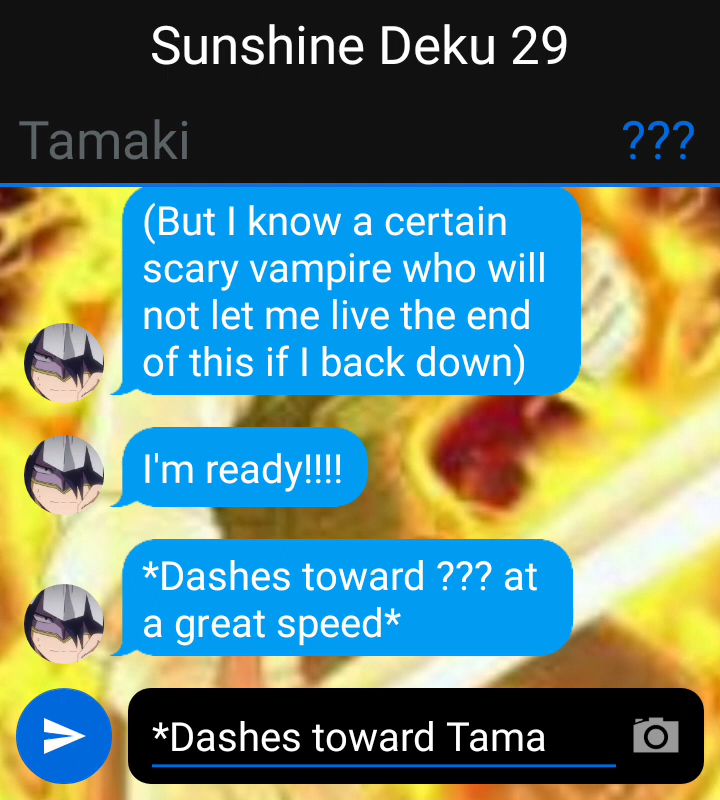 Sunshine Deku 29
Tamaki
???
(But I know a certain
scary vampire who will
not let me live the end
of this if I back down)
I'm ready!!!!
*Dashes toward ??? at
a great speed*
*Dashes toward Tama